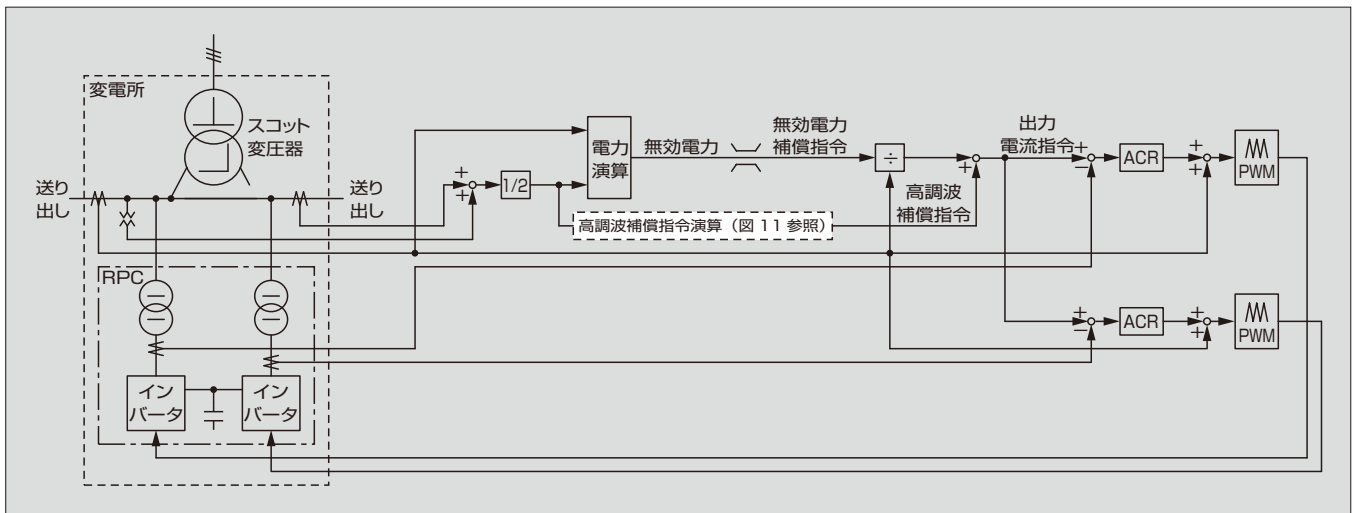 変電所
スコット
変圧器
送り
出し
送り
出し
RPC
イン
バータ
イン
バータ
+
+
1/2
電力
演算
無効電力
無効電力
補償指令
÷
+
高調波
補償指令
高調波補償指令演算（図 11 参照）
出力
電流指令
+
−
ACR
+
+
PWM
+
−
ACR
+
+
PWM